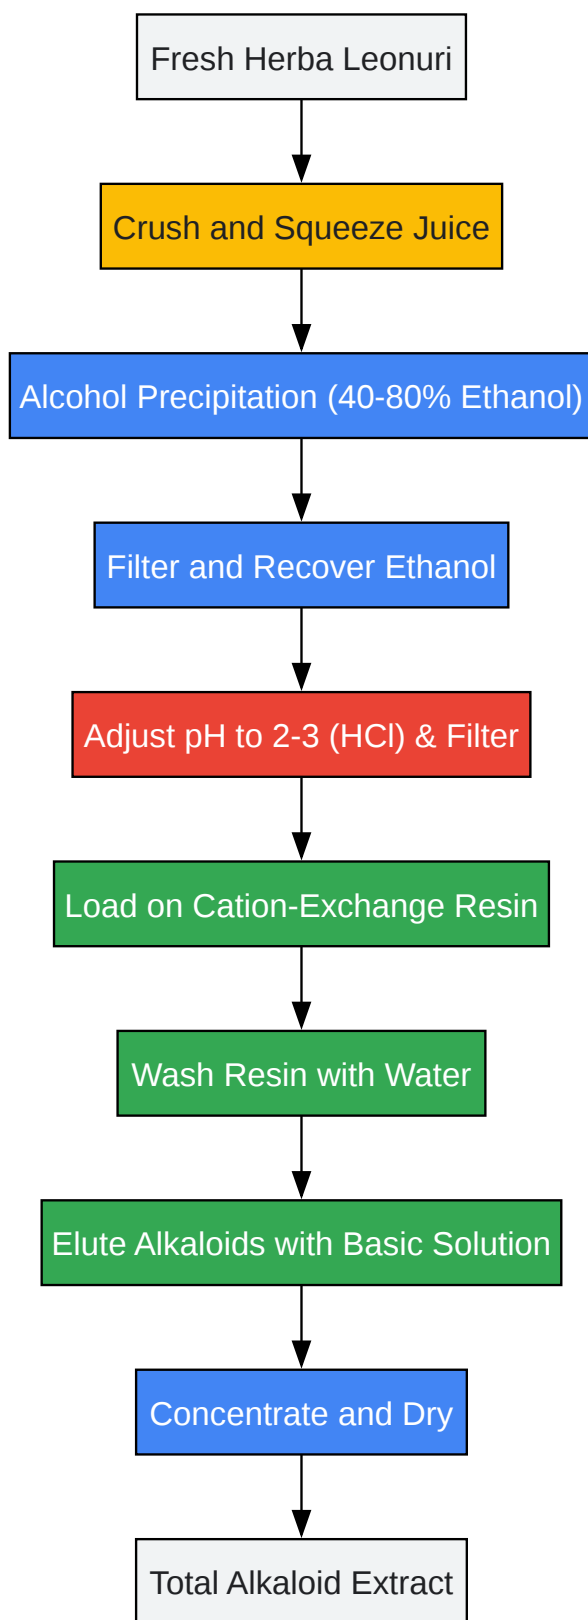 Fresh Herba Leonuri
Crush and Squeeze Juice
Alcohol Precipitation (40-80% Ethanol)
Filter and Recover Ethanol
Adjust pH to 2-3 (HCl) & Filter
Load on Cation-Exchange Resin
Wash Resin with Water
Elute Alkaloids with Basic Solution
Concentrate and Dry
Total Alkaloid Extract